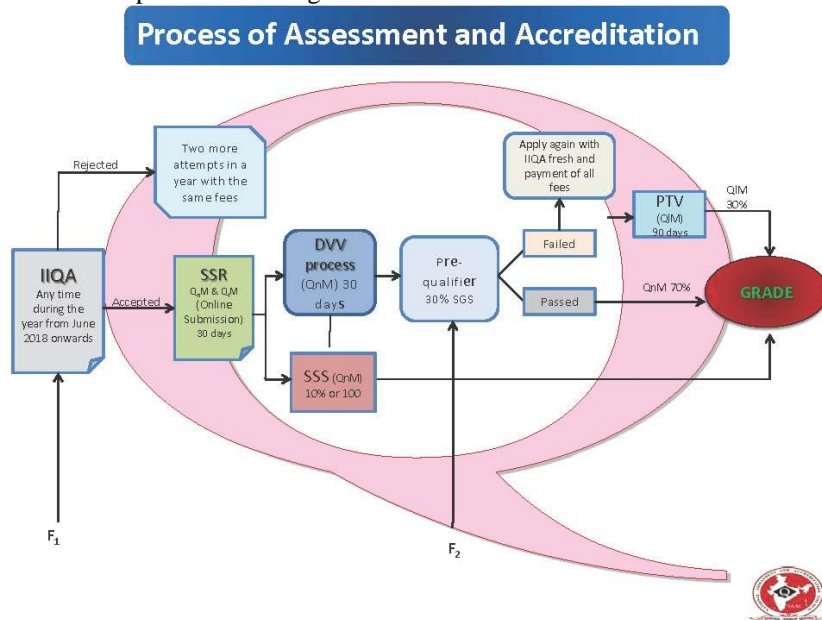 Process of Assessment and Accreditation
Two more
attempts in a
year with the
same fees
Rejected
Apply again with
IIQA fresh and
payment of all
fees
PTV
(QlM)
90 days
QlM
30%
IIQA
Any time
during the
year from June
2018 onwards
Accepted
SSR
QnM & QlM
(Online
Submission)
30 days
DVV
process
(QnM) 30
days
Pre-
qualifier
30% SGS
Failed
Passed
QnM 70%
GRADE
SSS (QnM)
10% or 100
F1
F2